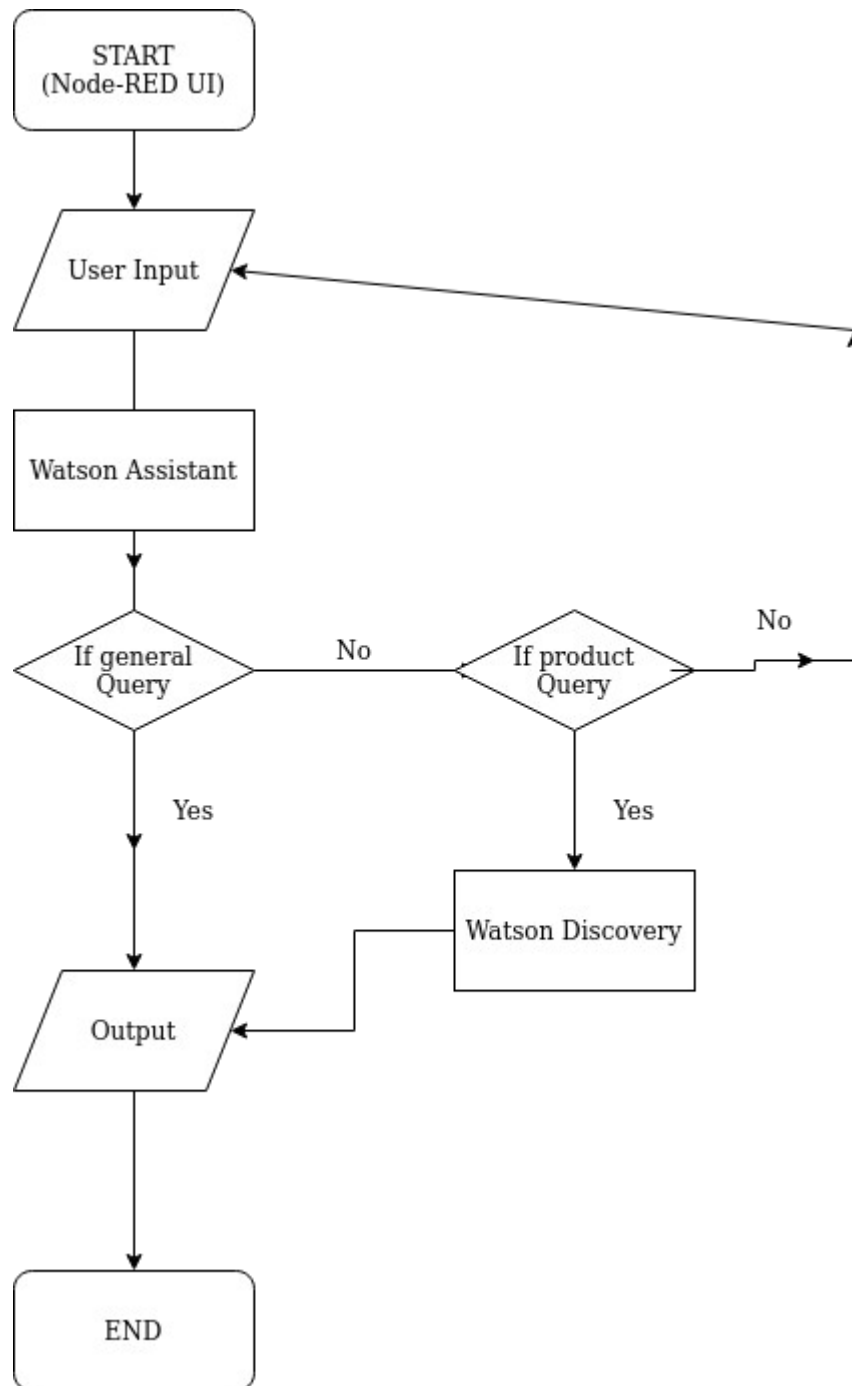 START
(Node-RED UI)
User Input
Watson Assistant
If general
Query
No
If product
Query
No
Yes
Yes
Watson Discovery
Output
END